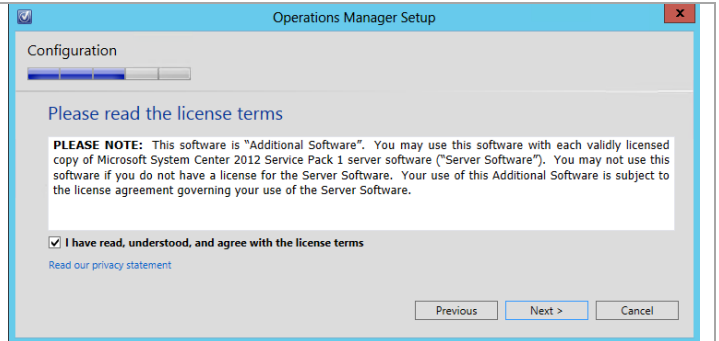 Operations Manager Setup
x
Configuration
Please read the license terms
PLEASE NOTE: This software is “Additional Software”. You may use this software with each validly licensed
copy of Microsoft System Center 2012 Service Pack 1 server software (“Server Software”). You may not use this
software if you do not have a license for the Server Software. Your use of this Additional Software is subject to
the license agreement governing your use of the Server Software.
I have read, understood, and agree with the license terms
Read our privacy statement
Previous Next > Cancel